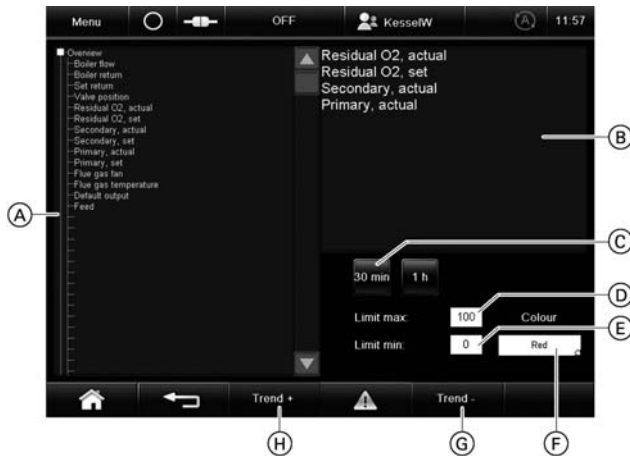 Menu OFF KesselW A 11:57
Overview
Boiler flow
Boiler return
Set return
Valve position
Residual O2, actual
Residual O2, set
Secondary, actual
Secondary, set
Primary, actual
Primary, set
Flue gas fan
Flue gas temperature
Default output
Feed
Residual O2, actual
Residual O2, set
Secondary, actual
Primary, actual
30 min 1 h
Limit max: 100 Colour
Limit min: 0 Red
Trend + Trend -
A
B
C
D
E
H G F